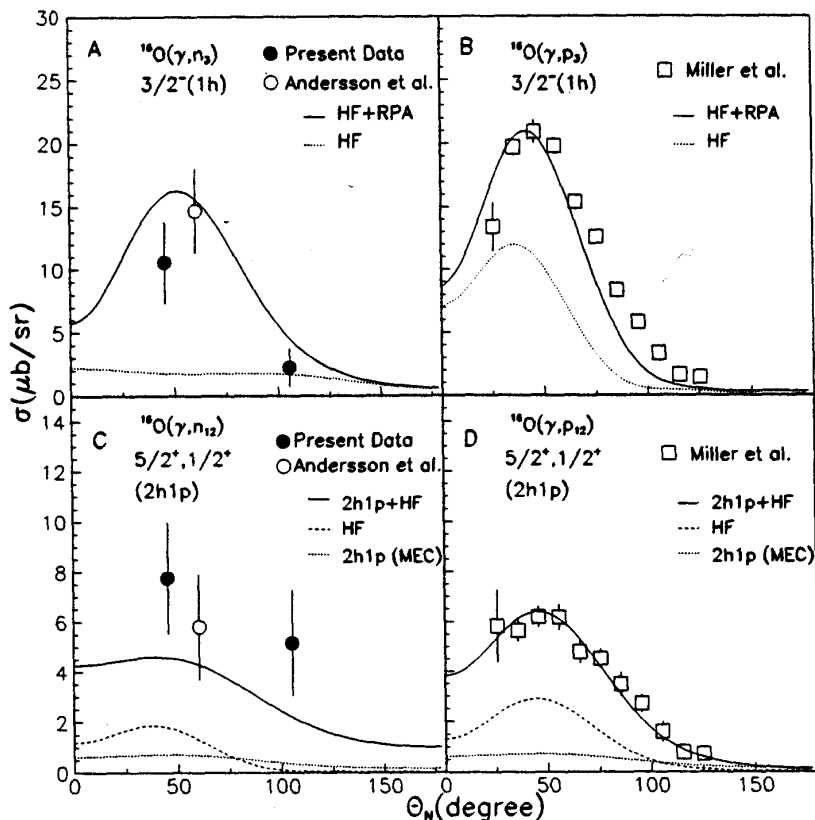 A
¹⁶O(γ,n₃)
3/2⁻(1h)
Present Data
Andersson et al.
HF+RPA
HF
B
¹⁶O(γ,p₃)
3/2⁻(1h)
Miller et al.
HF+RPA
HF
30
25
20
15
10
5
0
σ(μb/sr)
C
¹⁶O(γ,n₁₂)
5/2⁺,1/2⁺
(2h1p)
Present Data
Andersson et al.
2h1p+HF
HF
2h1p (MEC)
D
¹⁶O(γ,p₁₂)
5/2⁺,1/2⁺
(2h1p)
Miller et al.
2h1p+HF
HF
2h1p (MEC)
14
12
10
8
6
4
2
0
0 50 100 150 0 50 100 150
Θ_N(degree)